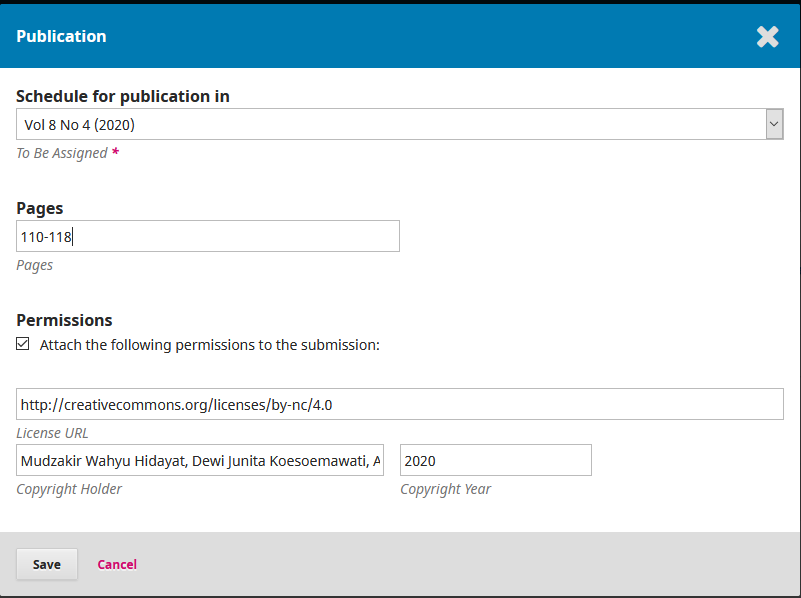 Publication
Schedule for publication in
Vol 8 No 4 (2020)
To Be Assigned *
Pages
110-118
Pages
Permissions
Attach the following permissions to the submission:
http://creativecommons.org/licenses/by-nc/4.0
License URL
Mudzakir Wahyu Hidayat, Dewi Junita Koesoemawati, A
2020
Copyright Holder
Copyright Year
Save
Cancel